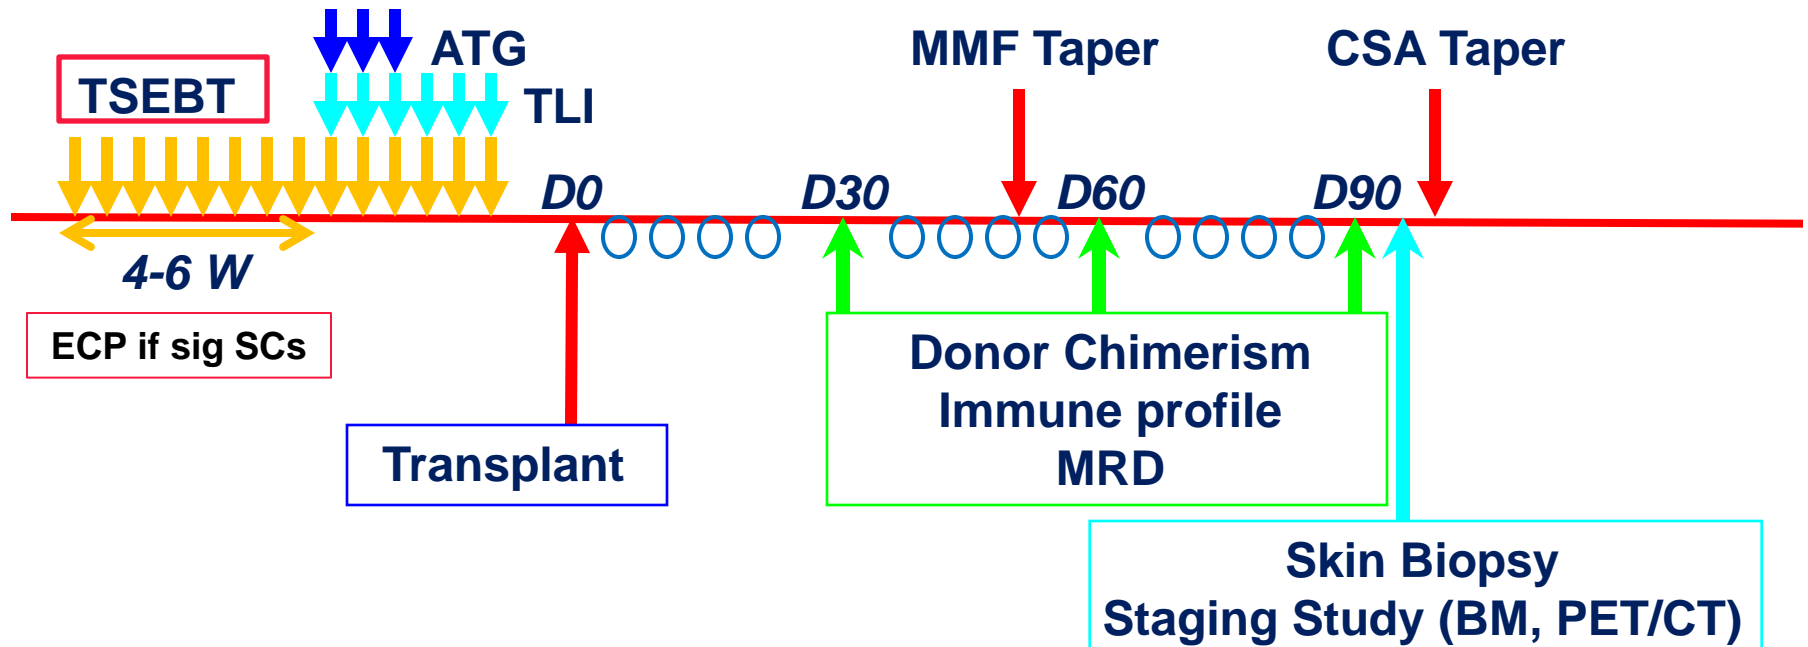 ATG
MMF Taper
CSA Taper
TSEBT
TLI
D0
D30
D60
D90
4-6 W
ECP if sig SCs
Transplant
Donor Chimerism
Immune profile
MRD
Skin Biopsy
Staging Study (BM, PET/CT)